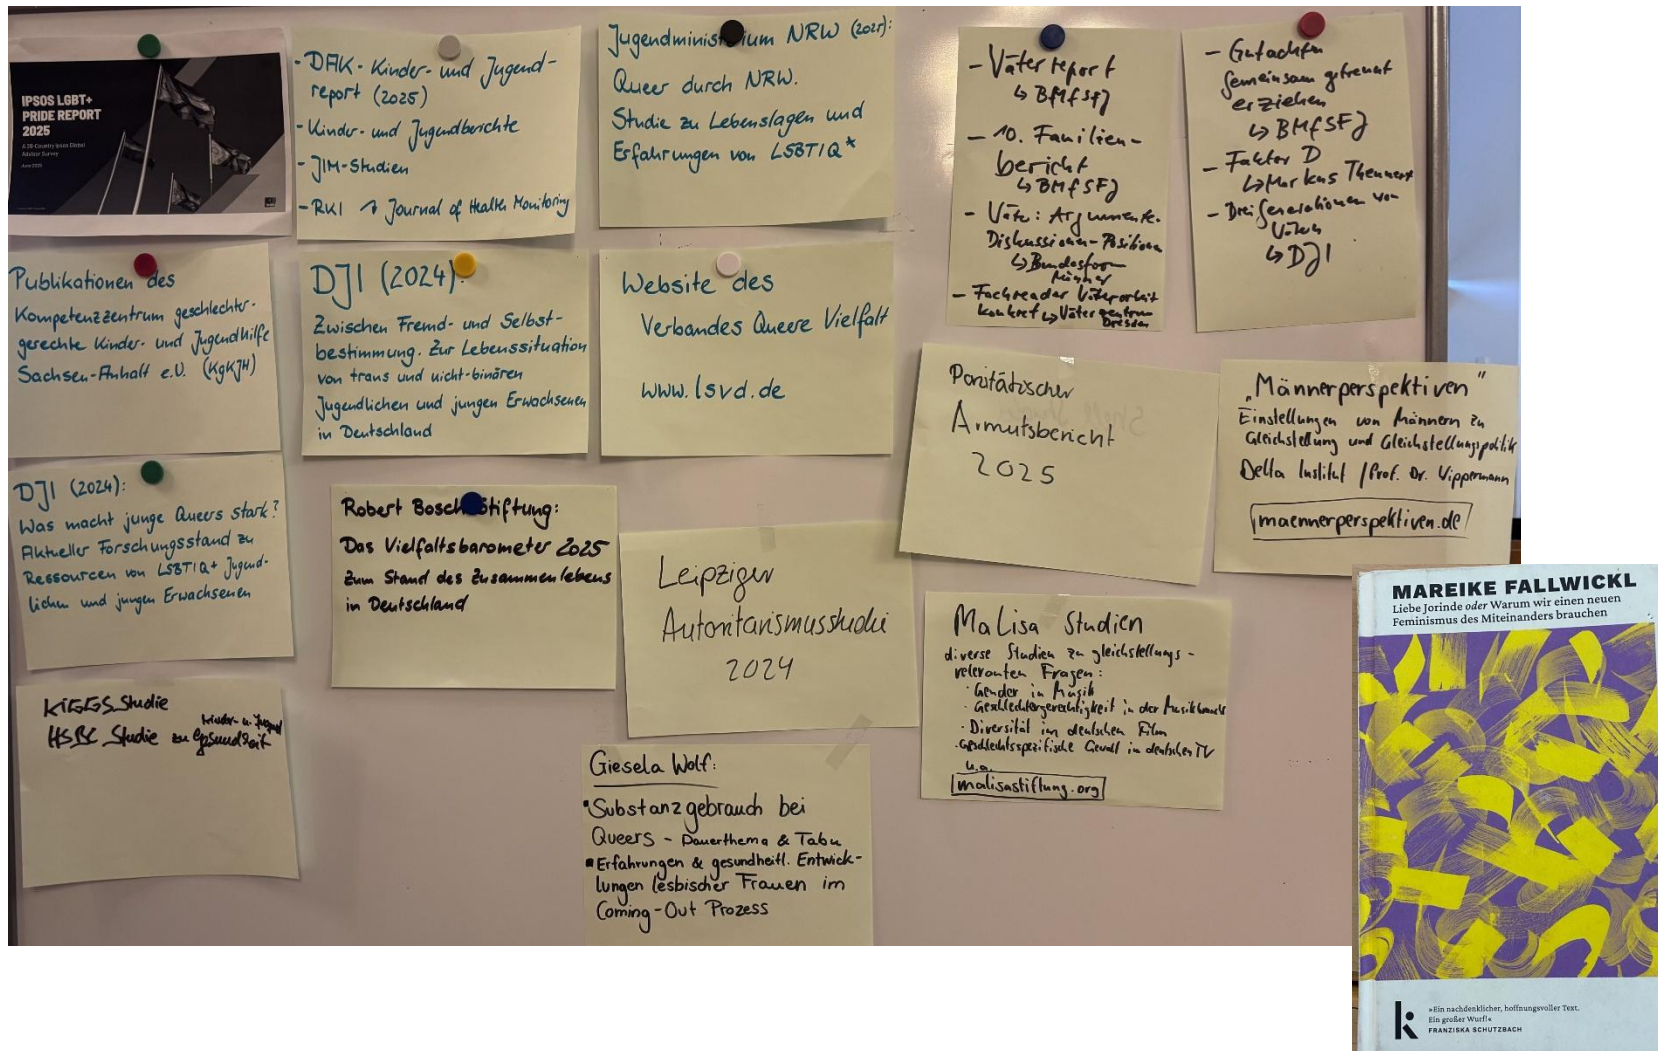 IPSOS LGBT+
PRIDE REPORT
2025
A 26-Country Ipsos Global
Advisor Survey
June 2025
- DAK - Kinder- und Jugend-
report (2025)
- Kinder- und Jugendberichte
- JIM-Studien
- RKI → Journal of Health Monitoring
Jugendministerium NRW (2025):
Queer durch NRW.
Studie zu Lebenslagen und
Erfahrungen von LSBTIQ*
- Väterreport
↳ BMFSFJ
- 10. Familien-
bericht
↳ BMFSFJ
- Väter: Argumente-
Diskussionen-Positionen
↳ Bundesforum
Männer
- Fachreader Väterarbeit
konkret ↳ Väterzentrum
Dresden
- Gutachten
Gemeinsam getrennt
erziehen
↳ BMFSFJ
- Faktor D
↳ Markus Theunert
- Drei Generationen von
Vätern
↳ DJI
Publikationen des
Kompetenzzentrum geschlechter-
gerechte Kinder- und Jugendhilfe
Sachsen-Anhalt e.V. (KgKJH)
DJI (2024):
Zwischen Fremd- und Selbst-
bestimmung. Zur Lebenssituation
von trans und nicht-binären
Jugendlichen und jungen Erwachsenen
in Deutschland
Website des
Verbandes Queere Vielfalt
www.lsvd.de
Paritätischer
Armutsbericht
2025
„Männerperspektiven"
Einstellungen von Männern zu
Gleichstellung und Gleichstellungspolitik
Delta Institut / Prof. Dr. Wippermann
maennerperspektiven.de
DJI (2024):
Was macht junge Queers stark?
Aktueller Forschungsstand zu
Ressourcen von LSBTIQ+ Jugend-
lichen und jungen Erwachsenen
Robert Bosch Stiftung:
Das Vielfaltsbarometer 2025
Zum Stand des Zusammenlebens
in Deutschland
Leipziger
Autoritarismusstudie
2024
MaLisa Studien
diverse Studien zu gleichstellungs-
relevanten Fragen:
· Gender in Musik
· Geschlechtergerechtigkeit in der Musikbranche
· Diversität im deutschen Film
· Geschlechtsspezifische Gewalt im deutschen TV
u.a.
malisastiftung.org
KiGGS_Studie
HSBC_Studie zu Kinder- u. Jugend
gesundheit
Giesela Wolf:
▪ Substanzgebrauch bei
Queers - Dauerthema & Tabu
▪ Erfahrungen & gesundheitl. Entwick-
lungen lesbischer Frauen im
Coming-Out Prozess
MAREIKE FALLWICKL
Liebe Jorinde oder Warum wir einen neuen
Feminismus des Miteinanders brauchen
k
»Ein nachdenklicher, hoffnungsvoller Text.
Ein großer Wurf!«
FRANZISKA SCHUTZBACH